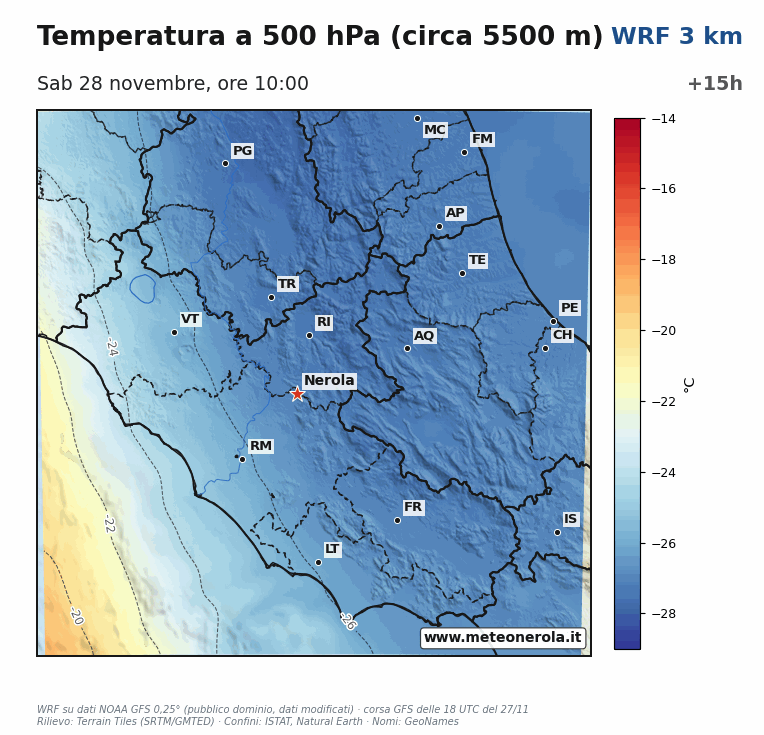 Temperatura a 500 hPa (circa 5500 m) WRF 3 km
Sab 28 novembre, ore 10:00 +15h
MC
FM
PG
AP
TE
TR
PE
VT
RI
AQ
CH
-24
Nerola
RM
-22
FR
IS
LT
-20
-26
www.meteonerola.it
−14
−16
−18
−20
−22
−24
−26
−28
°C
WRF su dati NOAA GFS 0,25° (pubblico dominio, dati modificati) · corsa GFS delle 18 UTC del 27/11
Rilievo: Terrain Tiles (SRTM/GMTED) · Confini: ISTAT, Natural Earth · Nomi: GeoNames